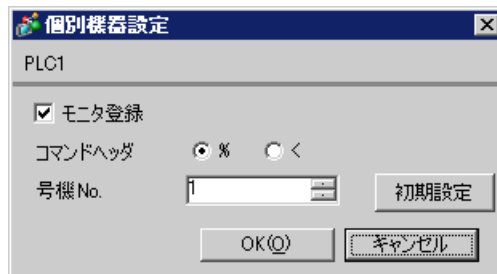 個別機器設定
PLC1
モニタ登録
コマンドヘッダ % <
号機No. 1 初期設定
OK(O) キャンセル